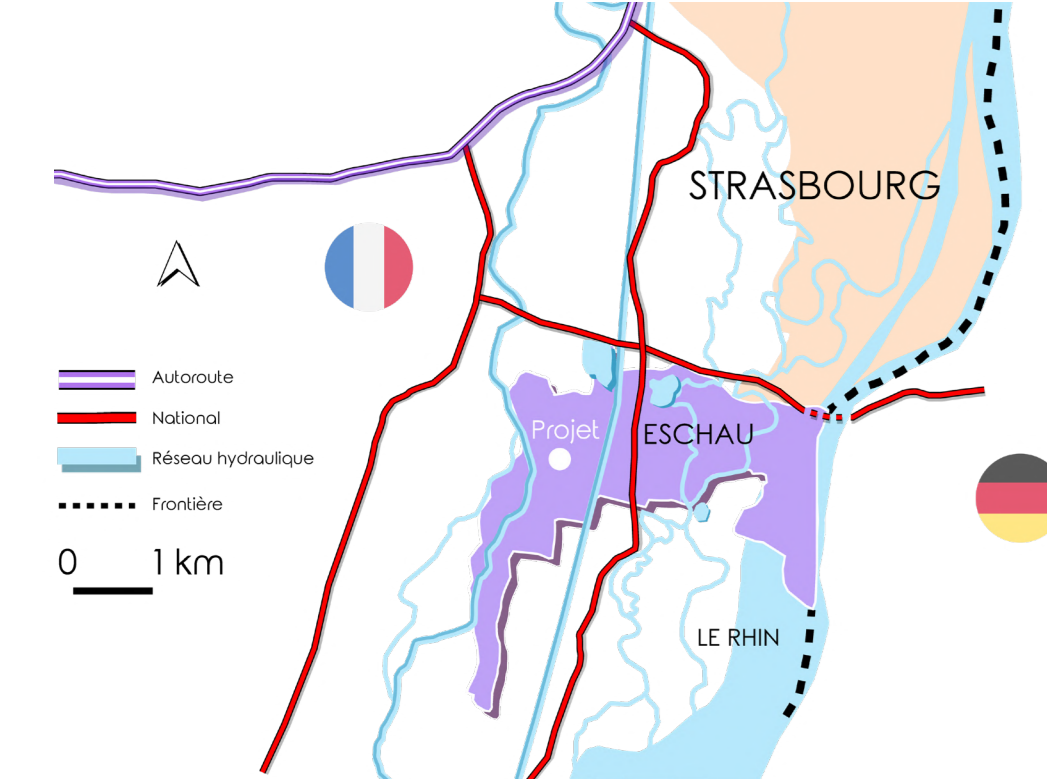 STRASBOURG
Autoroute
National
Réseau hydraulique
Frontière
0 1 km
Projet
ESCHAU
LE RHIN